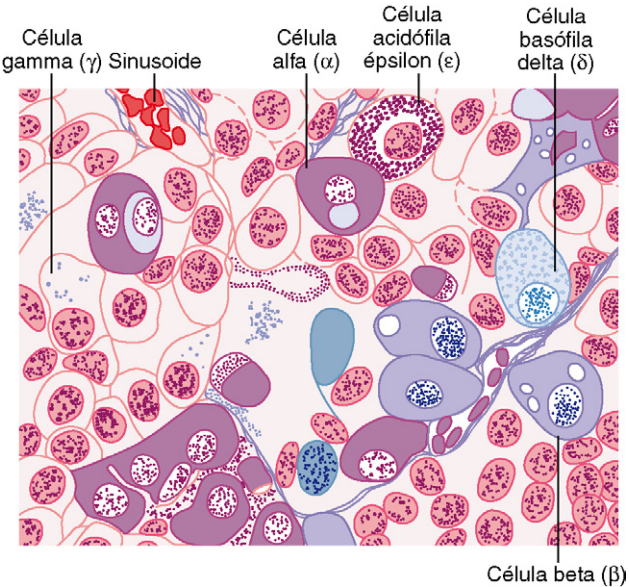 Célula
gamma (γ)
Sinusoide
Célula
alfa (α)
Célula
acidófila
épsilon (ε)
Célula
basófila
delta (δ)
Célula beta (β)